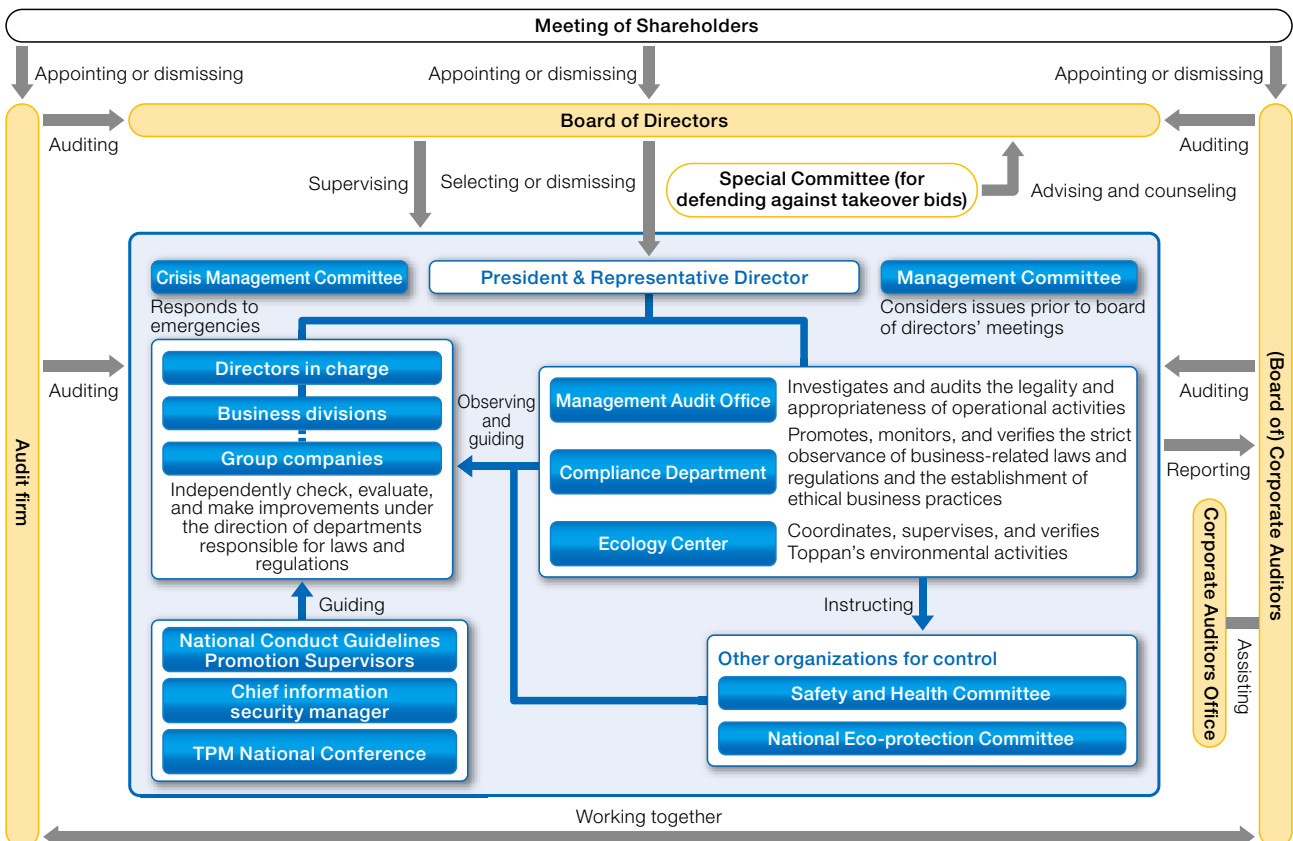 Meeting of Shareholders
Appointing or dismissing
Appointing or dismissing
Appointing or dismissing
Board of Directors
Auditing
Auditing
Supervising
Selecting or dismissing
Special Committee (for
defending against takeover bids)
Advising and counseling
Crisis Management Committee
Responds to
emergencies
President & Representative Director
Management Committee
Considers issues prior to board
of directors’ meetings
Auditing
Directors in charge
Business divisions
Group companies
Independently check, evaluate,
and make improvements under
the direction of departments
responsible for laws and
regulations
Observing
and
guiding
Management Audit Office
Investigates and audits the legality and
appropriateness of operational activities
Compliance Department
Promotes, monitors, and verifies the strict
observance of business-related laws and
regulations and the establishment of
ethical business practices
Ecology Center
Coordinates, supervises, and verifies
Toppan’s environmental activities
Auditing
Reporting
Audit firm
(Board of) Corporate Auditors
Corporate Auditors Office
Assisting
Guiding
Instructing
National Conduct Guidelines
Promotion Supervisors
Chief information
security manager
TPM National Conference
Other organizations for control
Safety and Health Committee
National Eco-protection Committee
Working together